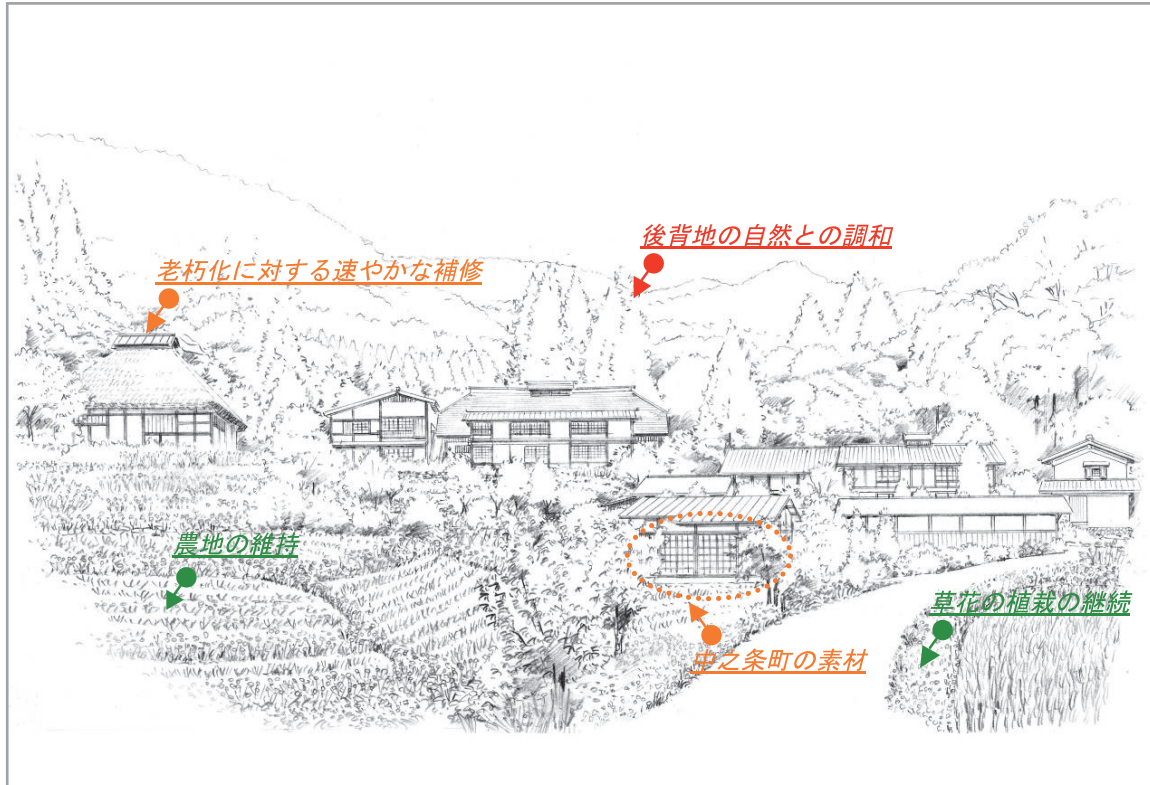 後背地の自然との調和
老朽化に対する速やかな補修
農地の維持
草花の植栽の継続
中之条町の素材